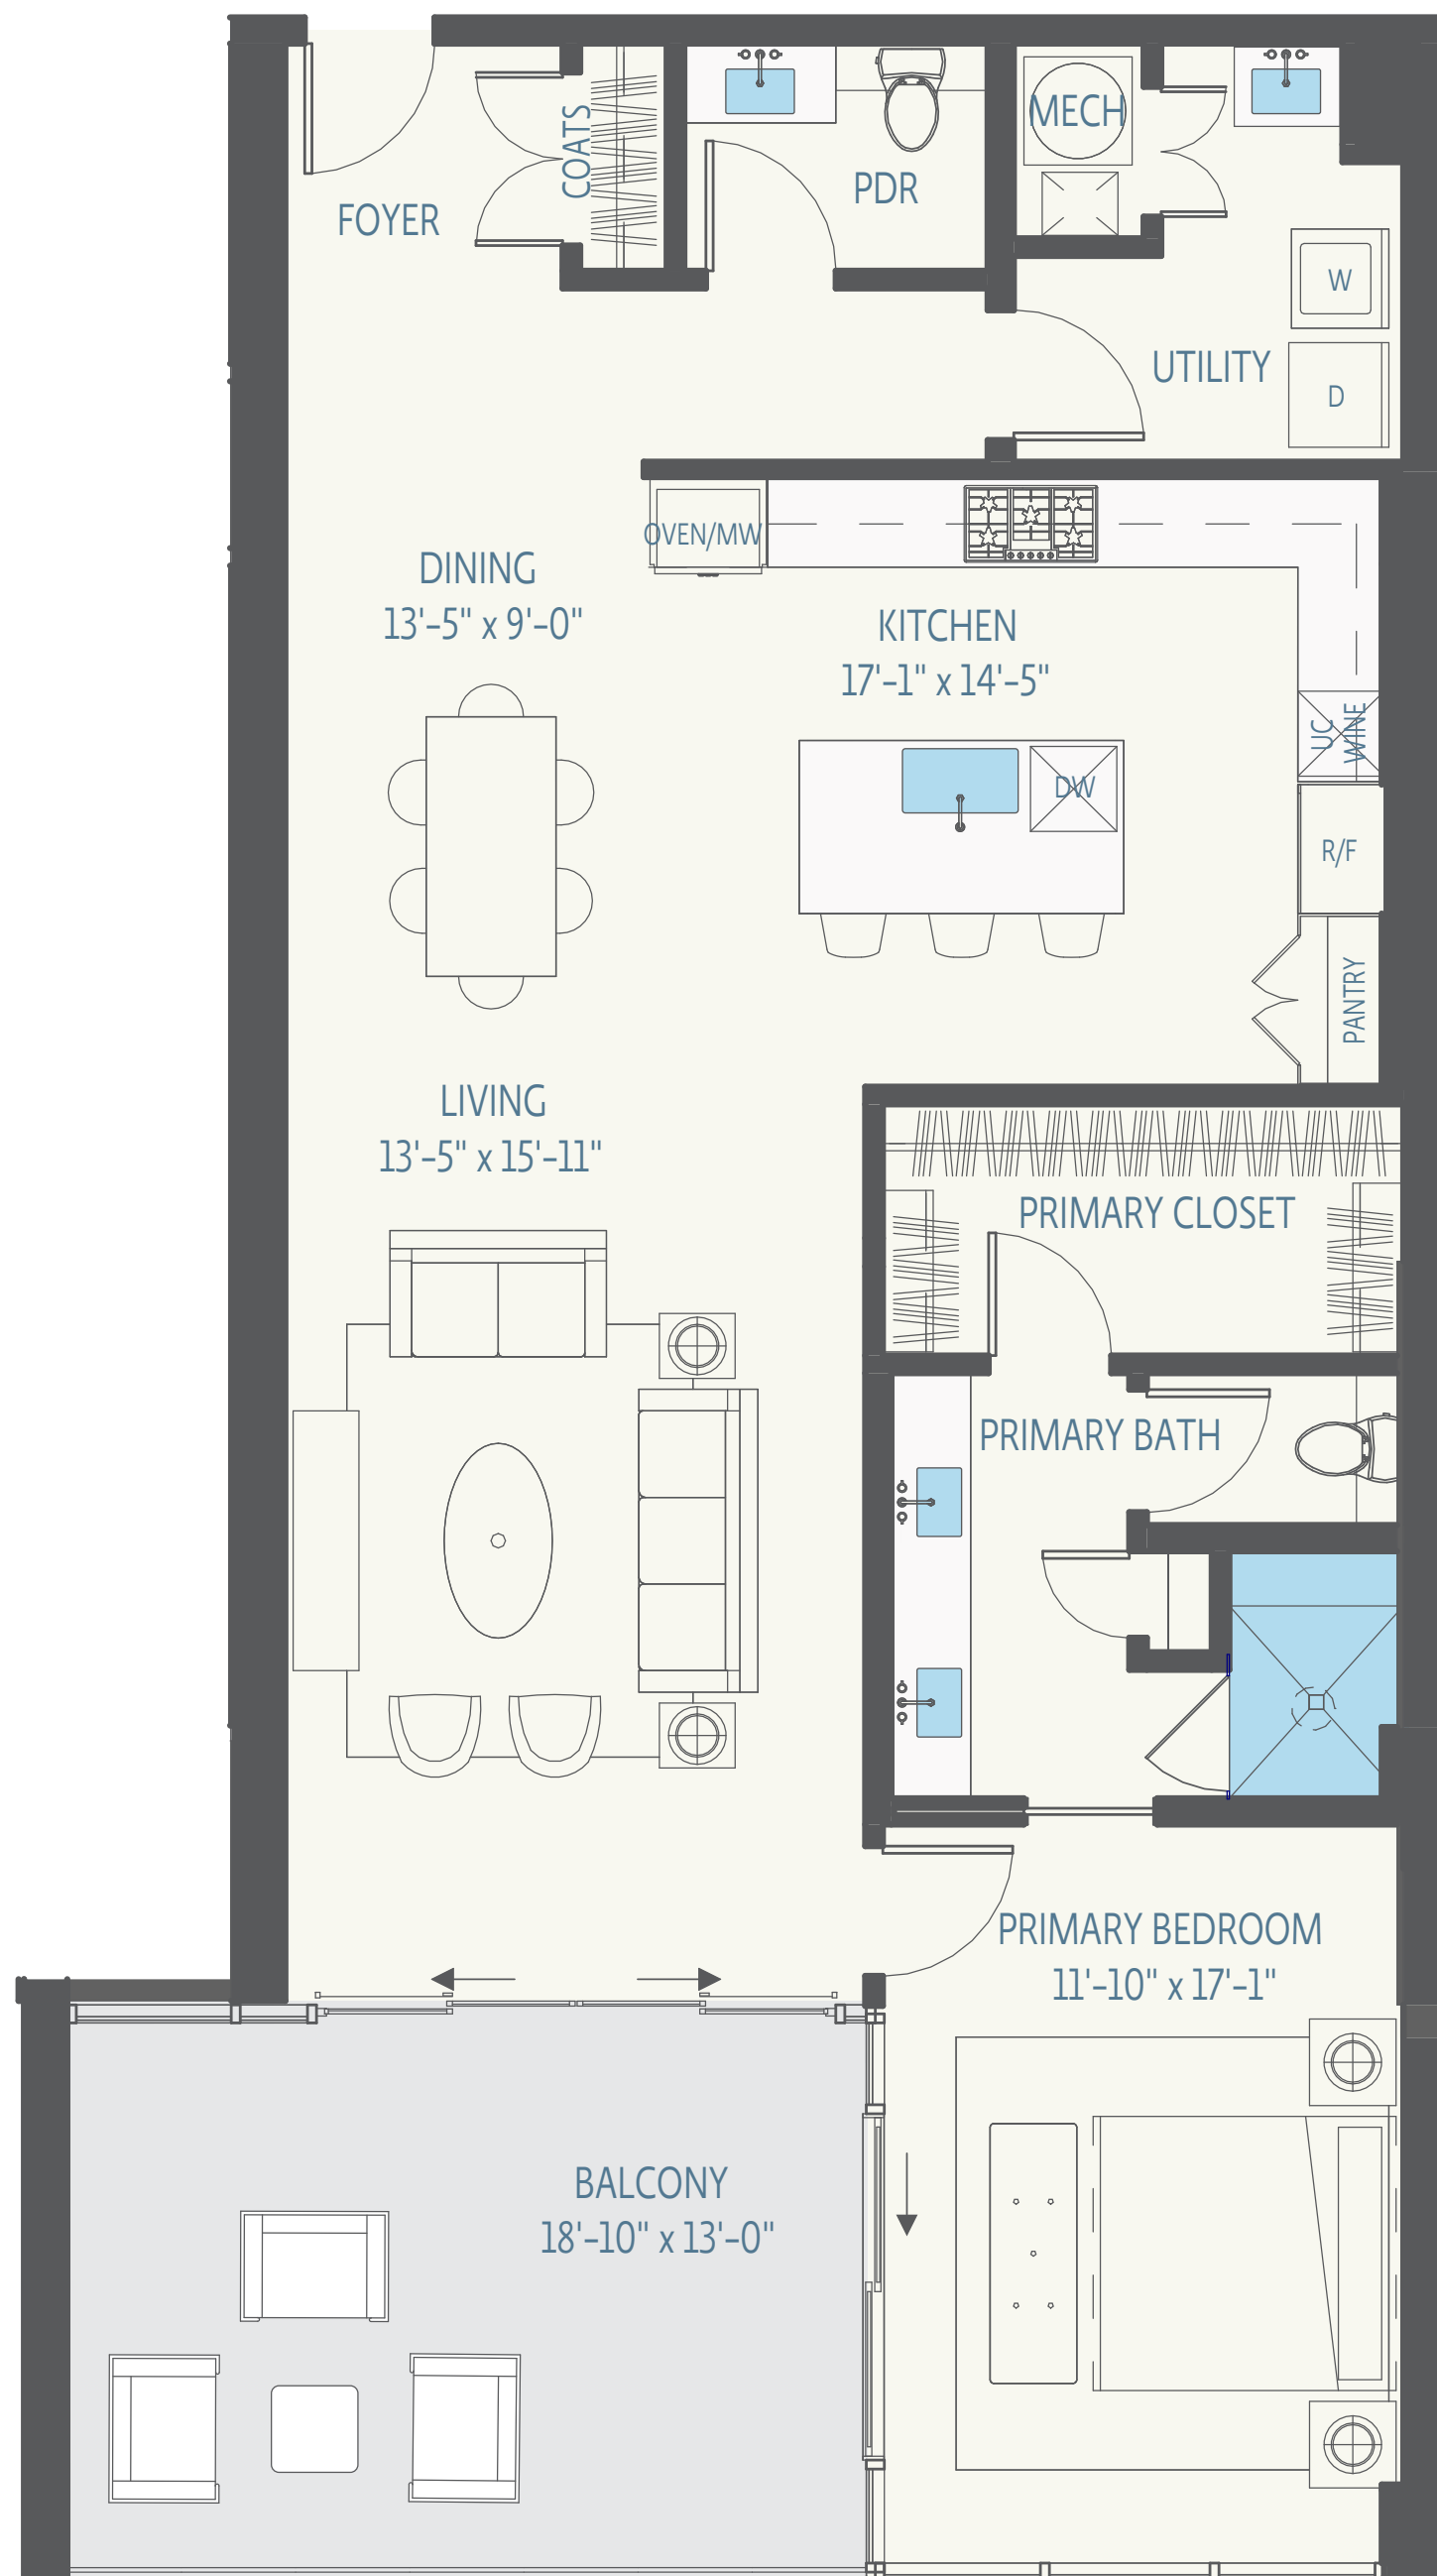 MECH
COATS
PDR
FOYER
W
UTILITY
D
OVEN/MW
DINING
13'-5" x 9'-0"
KITCHEN
17'-1" x 14'-5"
UC
WINE
DW
R/F
PANTRY
LIVING
13'-5" x 15'-11"
PRIMARY CLOSET
PRIMARY BATH
PRIMARY BEDROOM
11'-10" x 17'-1"
BALCONY
18'-10" x 13'-0"